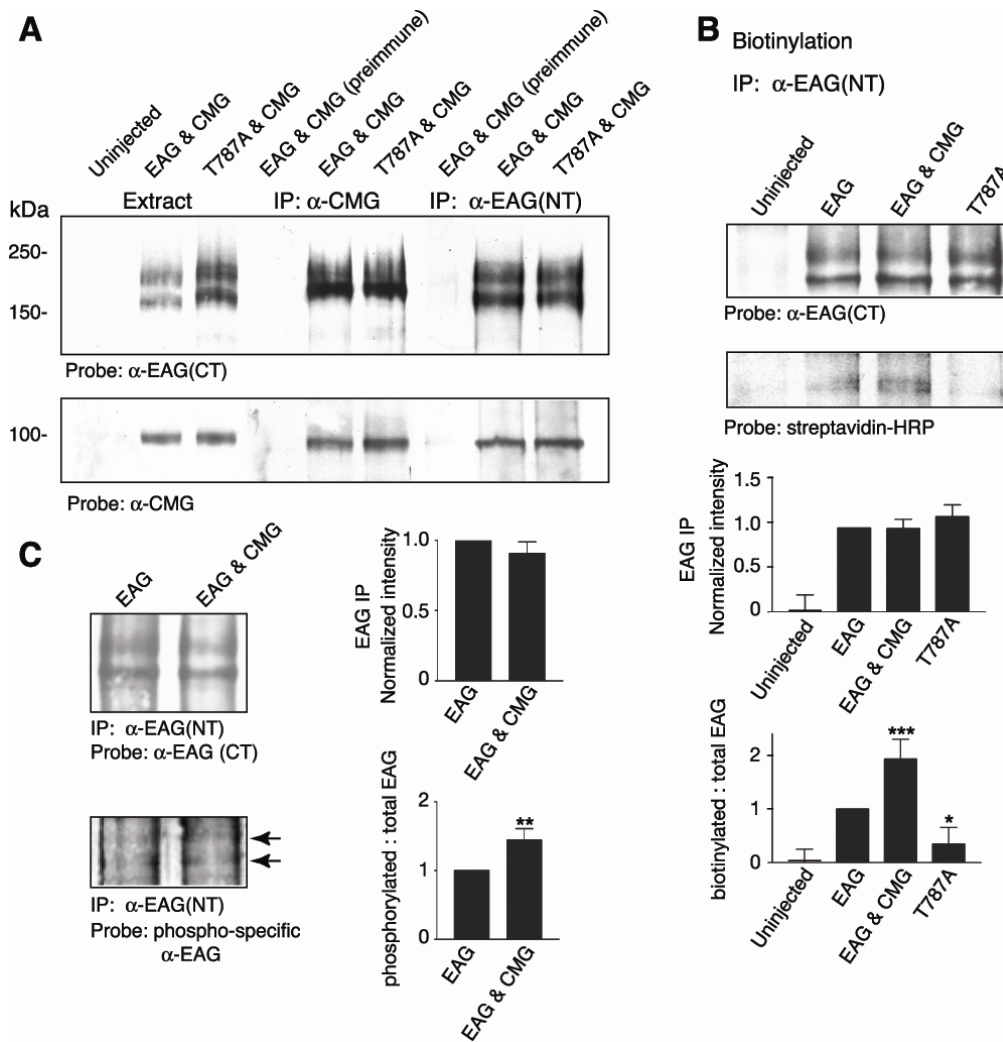 A
Uninjected
EAG & CMG
T787A & CMG
EAG & CMG (preimmune)
EAG & CMG
T787A & CMG
EAG & CMG (preimmune)
EAG & CMG
T787A & CMG
kDa
Extract
IP: α-CMG
IP: α-EAG(NT)
250-
150-
Probe: α-EAG(CT)
100-
Probe: α-CMG
B
Biotinylation
IP: α-EAG(NT)
Uninjected
EAG
EAG & CMG
T787A
Probe: α-EAG(CT)
Probe: streptavidin-HRP
EAG IP
Normalized intensity
1.5
1.0
0.5
0
Uninjected
EAG
EAG & CMG
T787A
biotinylated : total EAG
2
1
0
***
*
Uninjected
EAG
EAG & CMG
T787A
C
EAG
EAG & CMG
IP: α-EAG(NT)
Probe: α-EAG (CT)
IP: α-EAG(NT)
Probe: phospho-specific
α-EAG
EAG IP
Normalized intensity
1.0
0.5
0
EAG
EAG & CMG
phosphorylated : total EAG
2
1
0
**
EAG
EAG & CMG